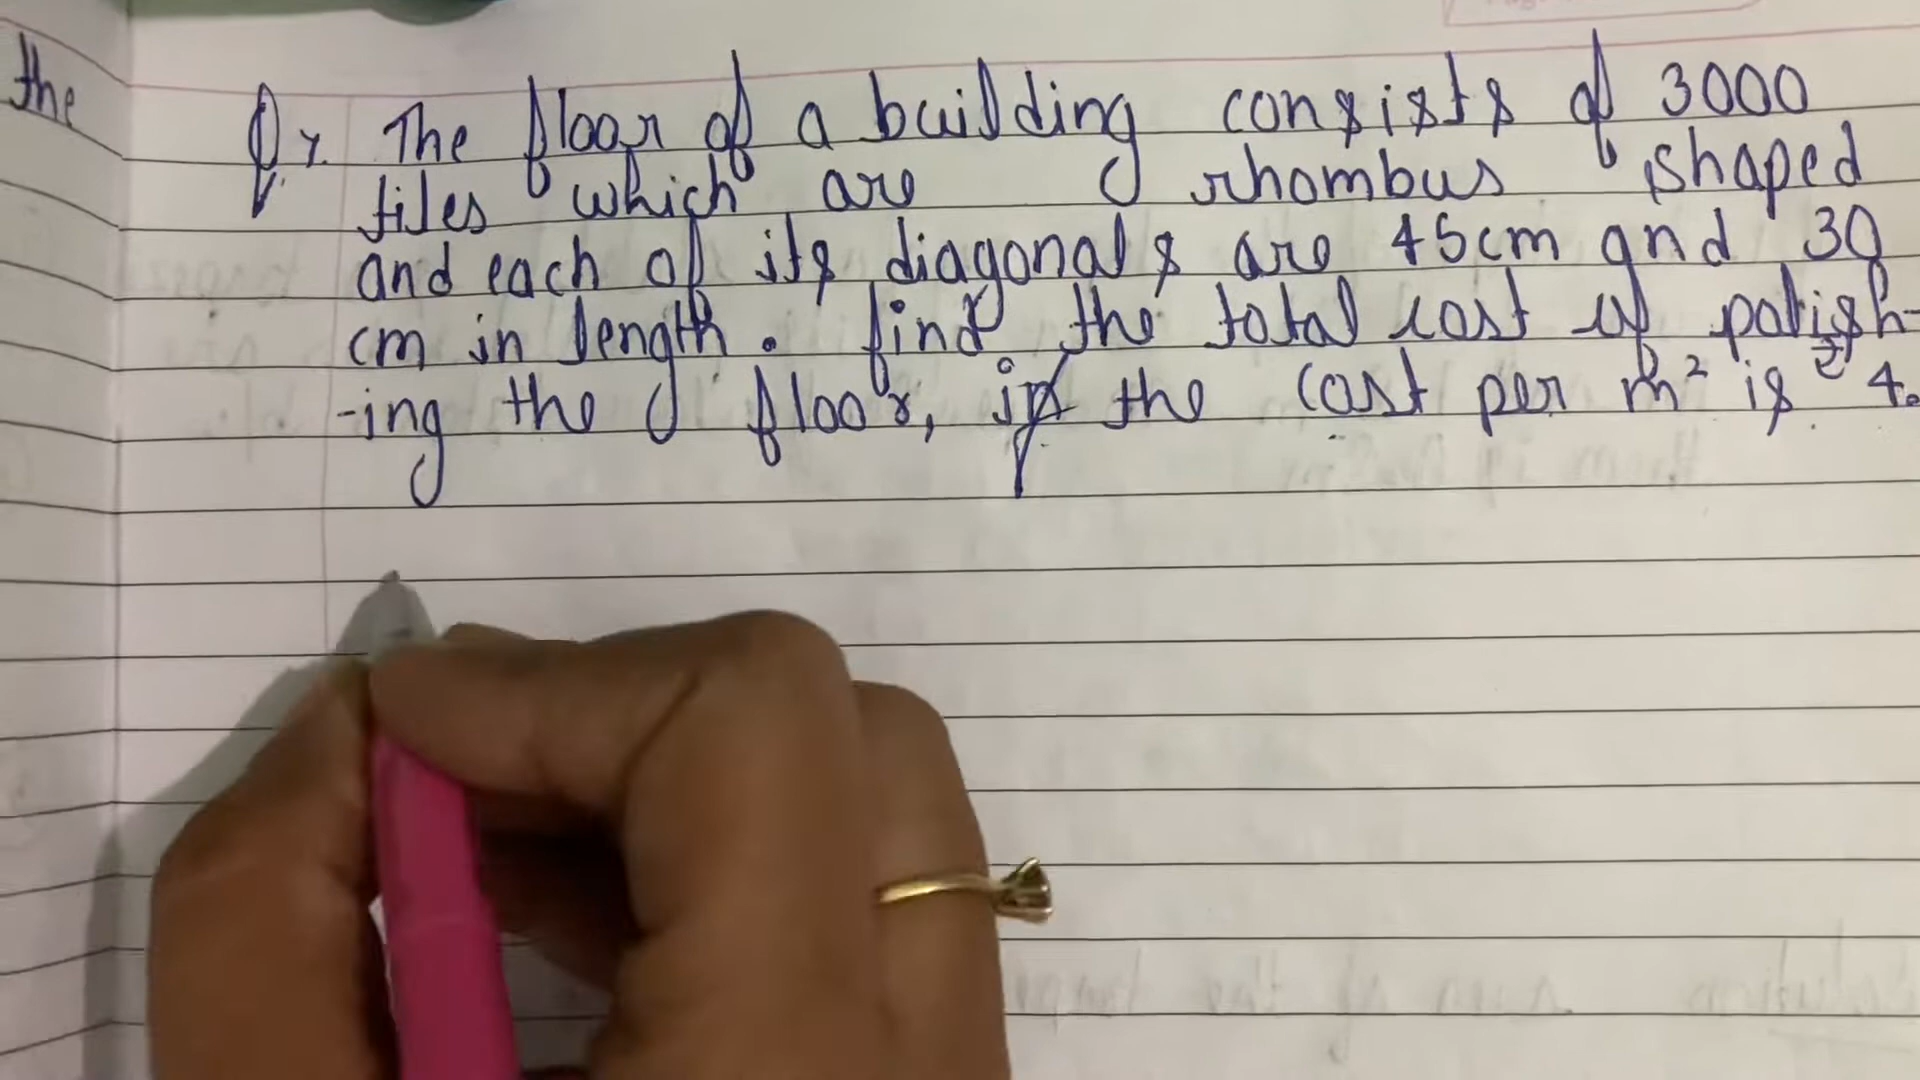 the
Q7. The floor of a building consists of 3000
tiles which are rhombus shaped
and each of its diagonals are 45cm and 30
cm in length. find the total cost of polish-
-ing the floor, if the cost per m² is ₹ 4.